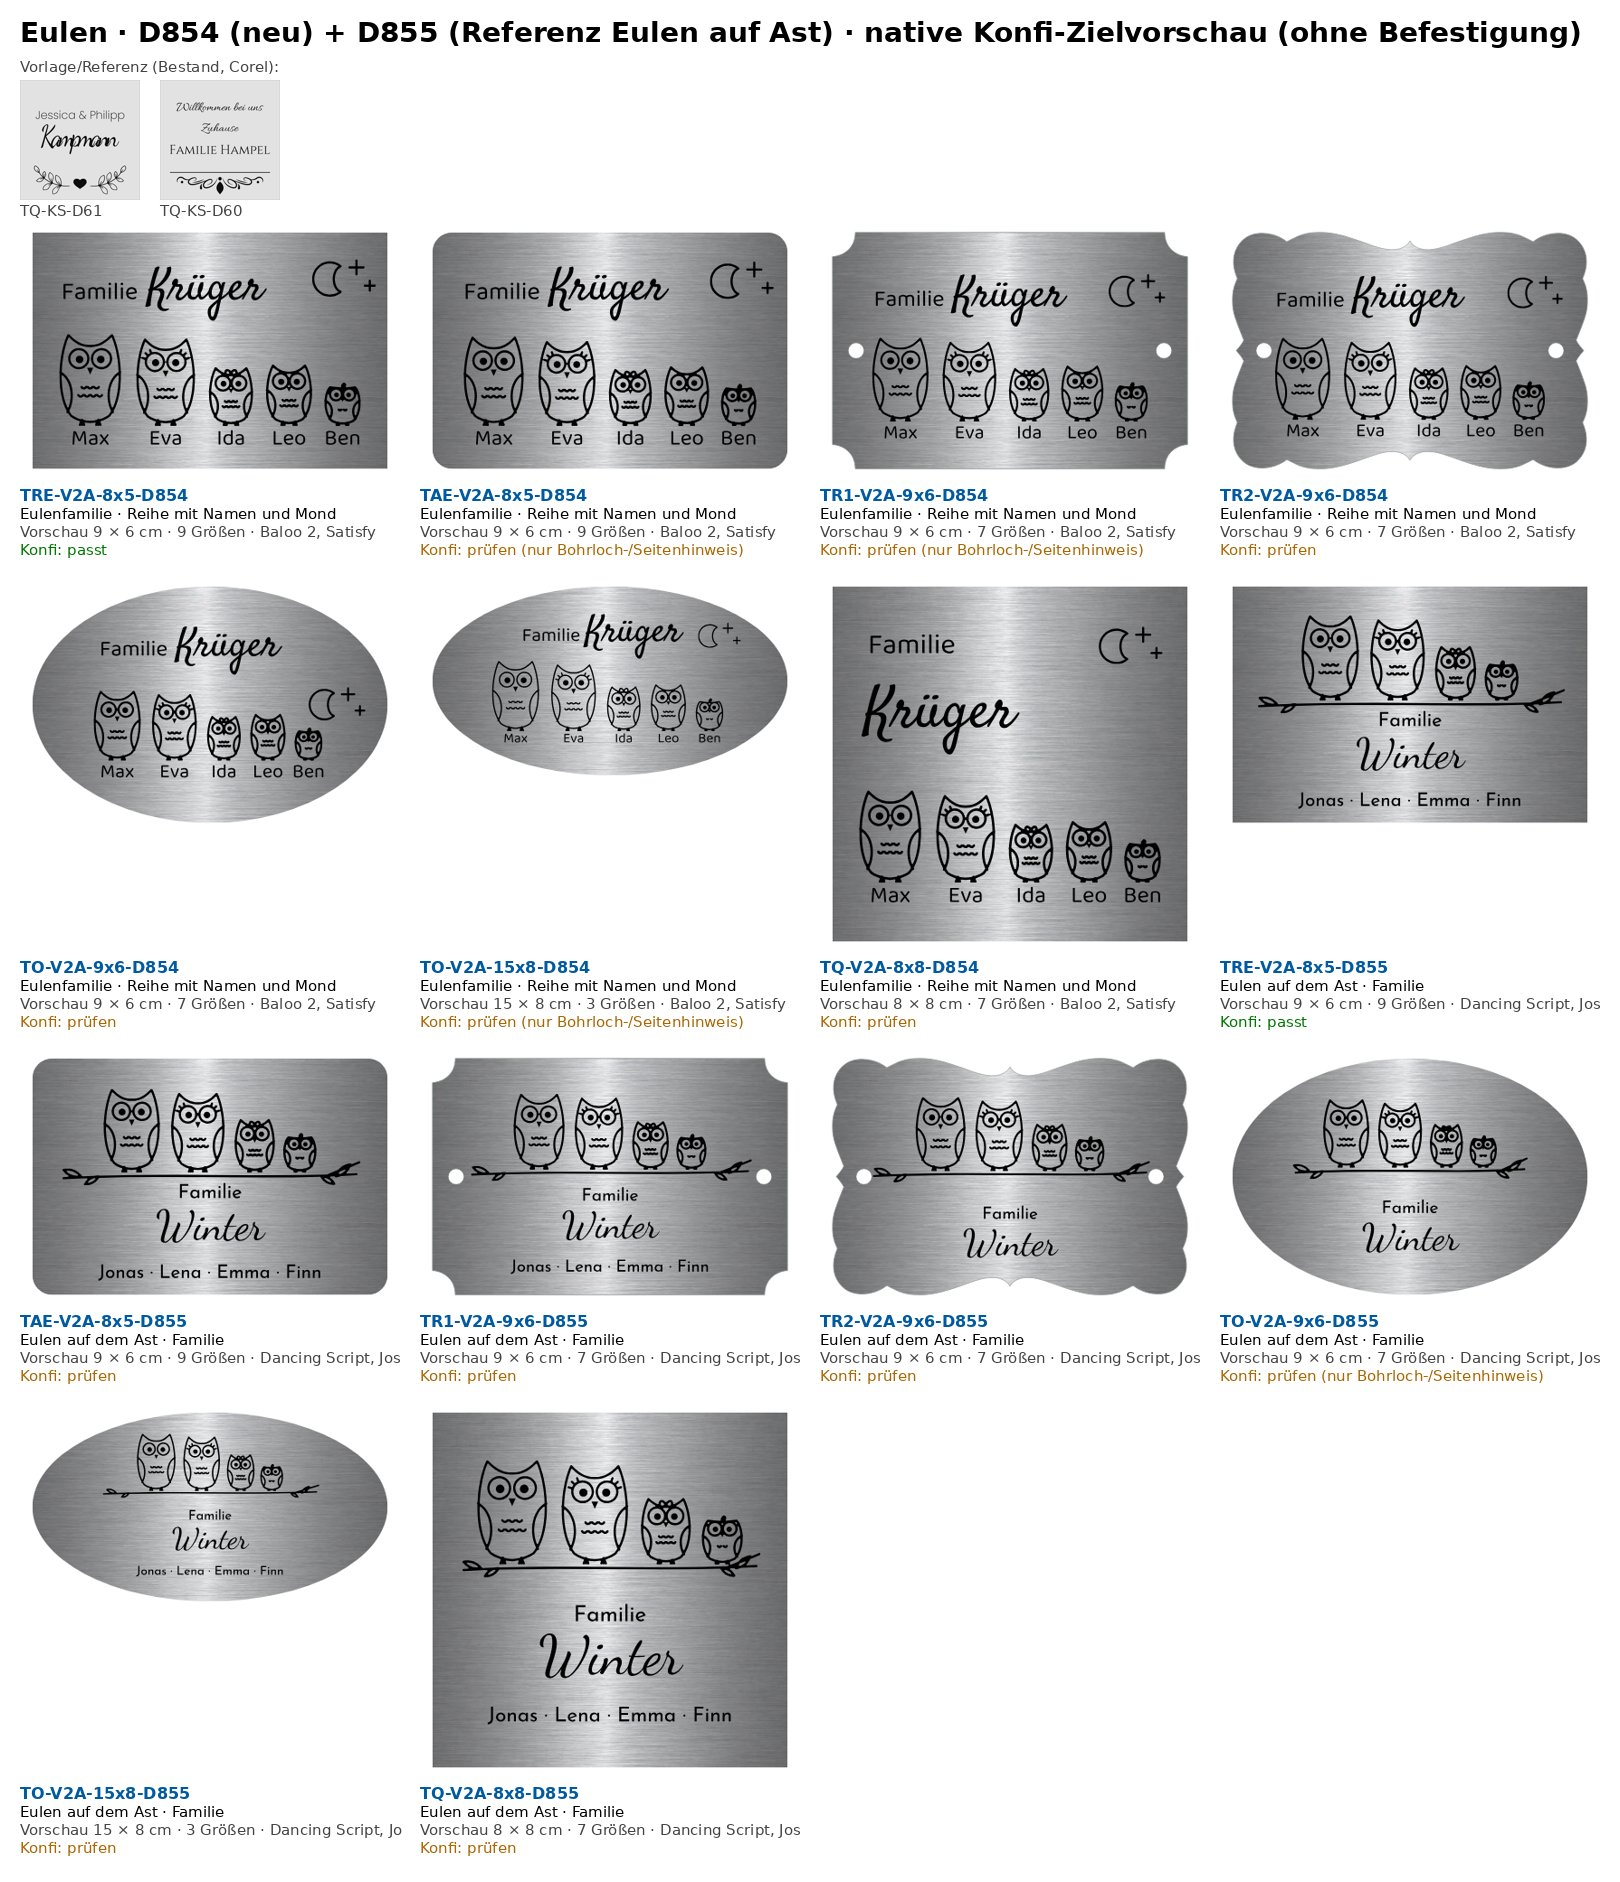 Eulen · D854 (neu) + D855 (Referenz Eulen auf Ast) · native Konfi-Zielvorschau (ohne Befestigung)
Vorlage/Referenz (Bestand, Corel):
Jessica & Philipp
Kampmann
TQ-KS-D61
Willkommen bei uns
Zuhause
Familie Hampel
TQ-KS-D60
Familie Krüger
Max Eva Ida Leo Ben
TRE-V2A-8x5-D854
Eulenfamilie · Reihe mit Namen und Mond
Vorschau 9 × 6 cm · 9 Größen · Baloo 2, Satisfy
Konfi: passt
Familie Krüger
Max Eva Ida Leo Ben
TAE-V2A-8x5-D854
Eulenfamilie · Reihe mit Namen und Mond
Vorschau 9 × 6 cm · 9 Größen · Baloo 2, Satisfy
Konfi: prüfen (nur Bohrloch-/Seitenhinweis)
Familie Krüger
Max Eva Ida Leo Ben
TR1-V2A-9x6-D854
Eulenfamilie · Reihe mit Namen und Mond
Vorschau 9 × 6 cm · 7 Größen · Baloo 2, Satisfy
Konfi: prüfen (nur Bohrloch-/Seitenhinweis)
Familie Krüger
Max Eva Ida Leo Ben
TR2-V2A-9x6-D854
Eulenfamilie · Reihe mit Namen und Mond
Vorschau 9 × 6 cm · 7 Größen · Baloo 2, Satisfy
Konfi: prüfen
Familie Krüger
Max Eva Ida Leo Ben
TO-V2A-9x6-D854
Eulenfamilie · Reihe mit Namen und Mond
Vorschau 9 × 6 cm · 7 Größen · Baloo 2, Satisfy
Konfi: prüfen
Familie Krüger
Max Eva Ida Leo Ben
TO-V2A-15x8-D854
Eulenfamilie · Reihe mit Namen und Mond
Vorschau 15 × 8 cm · 3 Größen · Baloo 2, Satisfy
Konfi: prüfen (nur Bohrloch-/Seitenhinweis)
Familie
Krüger
Max Eva Ida Leo Ben
TQ-V2A-8x8-D854
Eulenfamilie · Reihe mit Namen und Mond
Vorschau 8 × 8 cm · 7 Größen · Baloo 2, Satisfy
Konfi: prüfen
Familie
Winter
Jonas · Lena · Emma · Finn
TRE-V2A-8x5-D855
Eulen auf dem Ast · Familie
Vorschau 9 × 6 cm · 9 Größen · Dancing Script, Jos
Konfi: passt
Familie
Winter
Jonas · Lena · Emma · Finn
TAE-V2A-8x5-D855
Eulen auf dem Ast · Familie
Vorschau 9 × 6 cm · 9 Größen · Dancing Script, Jos
Konfi: prüfen
Familie
Winter
Jonas · Lena · Emma · Finn
TR1-V2A-9x6-D855
Eulen auf dem Ast · Familie
Vorschau 9 × 6 cm · 7 Größen · Dancing Script, Jos
Konfi: prüfen
Familie
Winter
TR2-V2A-9x6-D855
Eulen auf dem Ast · Familie
Vorschau 9 × 6 cm · 7 Größen · Dancing Script, Jos
Konfi: prüfen
Familie
Winter
TO-V2A-9x6-D855
Eulen auf dem Ast · Familie
Vorschau 9 × 6 cm · 7 Größen · Dancing Script, Jos
Konfi: prüfen (nur Bohrloch-/Seitenhinweis)
Familie
Winter
Jonas · Lena · Emma · Finn
TO-V2A-15x8-D855
Eulen auf dem Ast · Familie
Vorschau 15 × 8 cm · 3 Größen · Dancing Script, Jo
Konfi: prüfen
Familie
Winter
Jonas · Lena · Emma · Finn
TQ-V2A-8x8-D855
Eulen auf dem Ast · Familie
Vorschau 8 × 8 cm · 7 Größen · Dancing Script, Jos
Konfi: prüfen